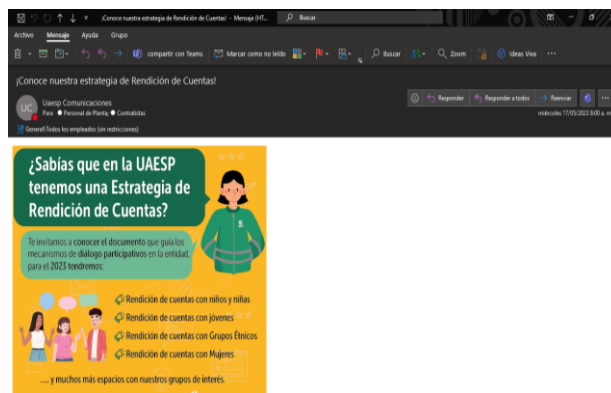 ¡Conoce nuestra estrategia de Rendición de Cuentas! - Mensaje (HT...
Buscar
Archivo Mensaje Ayuda Grupo
compartir con Teams Marcar como no leído Buscar Zoom Ideas Viva ...
¡Conoce nuestra estrategia de Rendición de Cuentas!
UC
Uaesp Comunicaciones
Para Personal de Planta; Contratistas
Responder Responder a todos Reenviar ...
miércoles 17/05/2023 8:00 a. m.
General\Todos los empleados (sin restricciones)
¿Sabías que en la UAESP
tenemos una Estrategia de
Rendición de Cuentas?
Te invitamos a conocer el documento que guía los
mecanismos de diálogo participativos en la entidad,
para el 2023 tendremos:
Rendición de cuentas con niños y niñas
Rendición de cuentas con jóvenes
Rendición de cuentas con Grupos Étnicos
Rendición de cuentas con Mujeres
.... y muchos más espacios con nuestros grupos de interés.